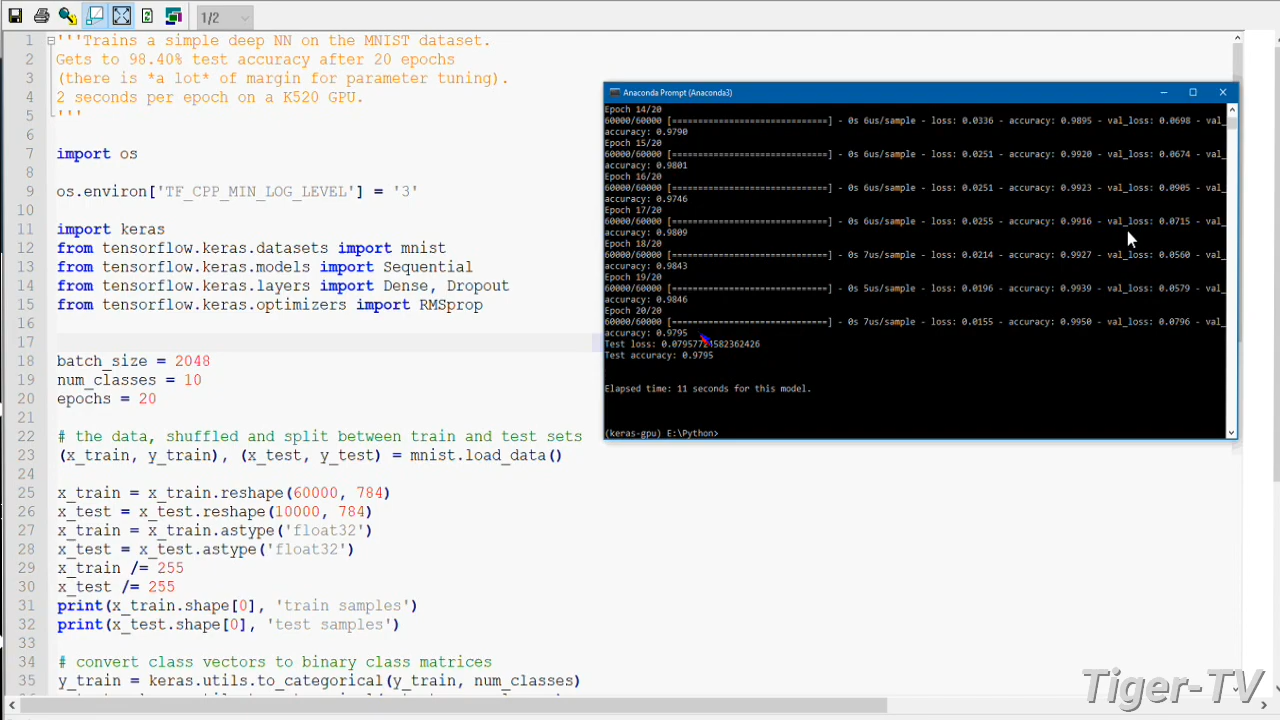 1/2
1 '''Trains a simple deep NN on the MNIST dataset.
2 Gets to 98.40% test accuracy after 20 epochs
3 (there is *a lot* of margin for parameter tuning).
4 2 seconds per epoch on a K520 GPU.
5 '''
6
7 import os
8
9 os.environ['TF_CPP_MIN_LOG_LEVEL'] = '3'
10
11 import keras
12 from tensorflow.keras.datasets import mnist
13 from tensorflow.keras.models import Sequential
14 from tensorflow.keras.layers import Dense, Dropout
15 from tensorflow.keras.optimizers import RMSprop
16
17
18 batch_size = 2048
19 num_classes = 10
20 epochs = 20
21
22 # the data, shuffled and split between train and test sets
23 (x_train, y_train), (x_test, y_test) = mnist.load_data()
24
25 x_train = x_train.reshape(60000, 784)
26 x_test = x_test.reshape(10000, 784)
27 x_train = x_train.astype('float32')
28 x_test = x_test.astype('float32')
29 x_train /= 255
30 x_test /= 255
31 print(x_train.shape[0], 'train samples')
32 print(x_test.shape[0], 'test samples')
33
34 # convert class vectors to binary class matrices
35 y_train = keras.utils.to_categorical(y_train, num_classes)
Anaconda Prompt (Anaconda3)
Epoch 14/20
60000/60000 [==============================] - 0s 6us/sample - loss: 0.0336 - accuracy: 0.9895 - val_loss: 0.0698 - val_
accuracy: 0.9790
Epoch 15/20
60000/60000 [==============================] - 0s 6us/sample - loss: 0.0251 - accuracy: 0.9920 - val_loss: 0.0674 - val_
accuracy: 0.9801
Epoch 16/20
60000/60000 [==============================] - 0s 6us/sample - loss: 0.0251 - accuracy: 0.9923 - val_loss: 0.0905 - val_
accuracy: 0.9746
Epoch 17/20
60000/60000 [==============================] - 0s 6us/sample - loss: 0.0255 - accuracy: 0.9916 - val_loss: 0.0715 - val_
accuracy: 0.9809
Epoch 18/20
60000/60000 [==============================] - 0s 7us/sample - loss: 0.0214 - accuracy: 0.9927 - val_loss: 0.0560 - val_
accuracy: 0.9843
Epoch 19/20
60000/60000 [==============================] - 0s 5us/sample - loss: 0.0196 - accuracy: 0.9939 - val_loss: 0.0579 - val_
accuracy: 0.9846
Epoch 20/20
60000/60000 [==============================] - 0s 7us/sample - loss: 0.0155 - accuracy: 0.9950 - val_loss: 0.0796 - val_
accuracy: 0.9795
Test loss: 0.07957724582362426
Test accuracy: 0.9795
Elapsed time: 11 seconds for this model.
(keras-gpu) E:\Python>
Tiger-TV